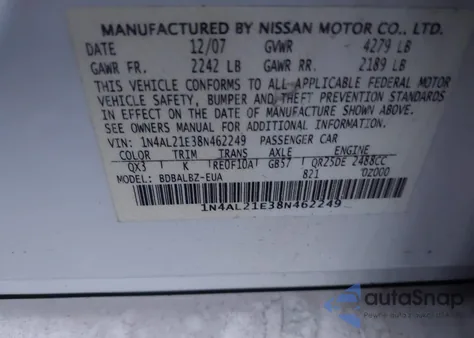 MANUFACTURED BY NISSAN MOTOR CO., LTD.
DATE 12/07 GVWR 4279 LB
GAWR FR. 2242 LB GAWR RR. 2189 LB
THIS VEHICLE CONFORMS TO ALL APPLICABLE FEDERAL MOTOR
VEHICLE SAFETY, BUMPER AND THEFT PREVENTION STANDARDS
IN EFFECT ON THE DATE OF MANUFACTURE SHOWN ABOVE.
SEE OWNERS MANUAL FOR ADDITIONAL INFORMATION.
VIN: 1N4AL21E38N462249 PASSENGER CAR
COLOR TRIM TRANS AXLE ENGINE
QX3 K RE0F10A GB57 QR25DE 2488CC
MODEL: BDBALBZ-EUA 821 0Z000
1N4AL21E38N462249
autoSnap